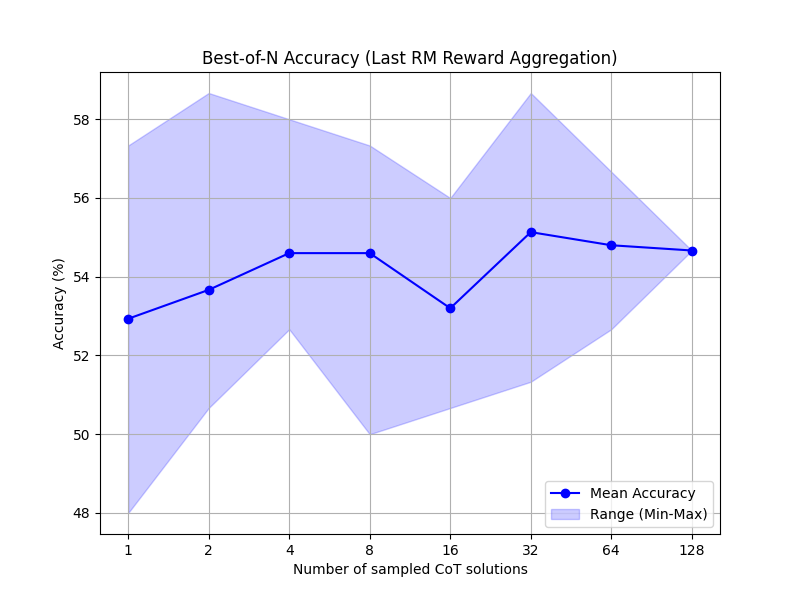 Best-of-N Accuracy (Last RM Reward Aggregation)
Accuracy (%)
58
56
54
52
50
48
1 2 4 8 16 32 64 128
Number of sampled CoT solutions
Mean Accuracy
Range (Min-Max)